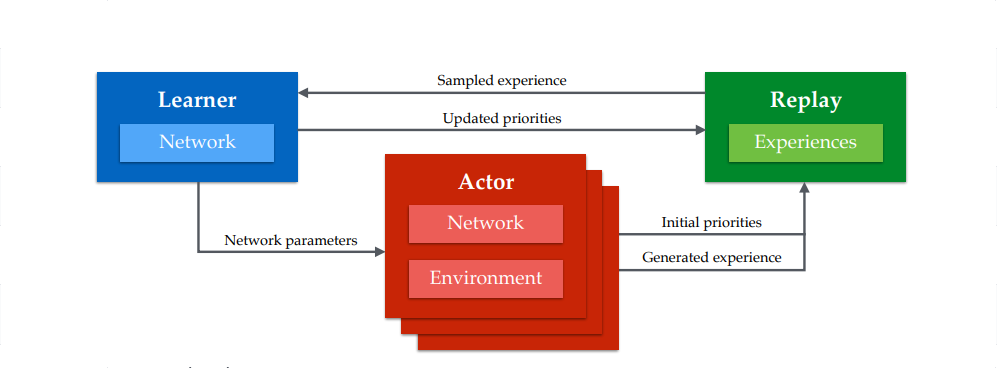 Sampled experience
Learner
Replay
Updated priorities
Network
Experiences
Actor
Network
Initial priorities
Network parameters
Generated experience
Environment